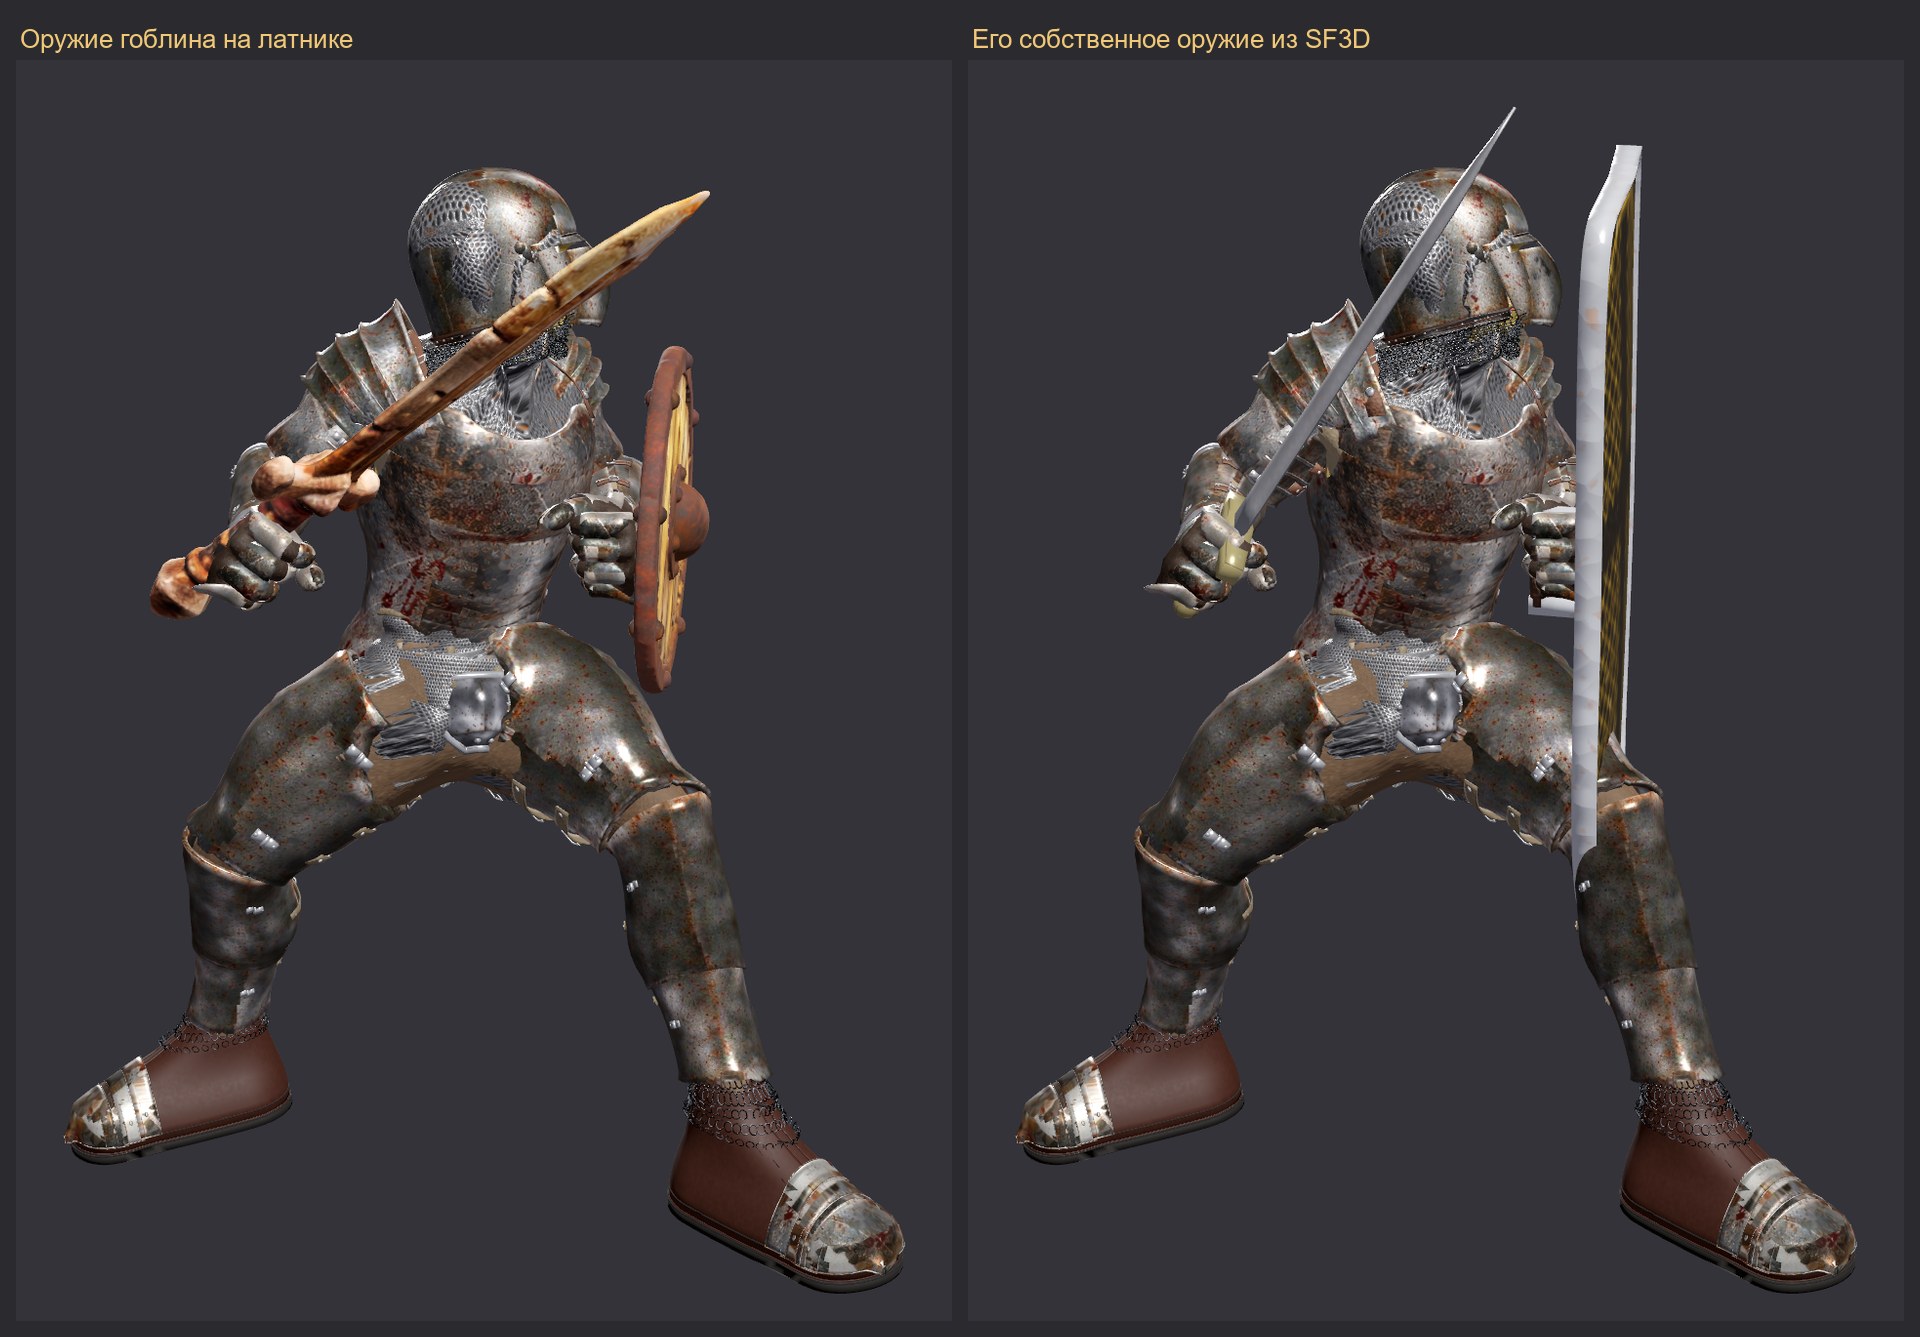 Оружие гоблина на латнике
Его собственное оружие из SF3D